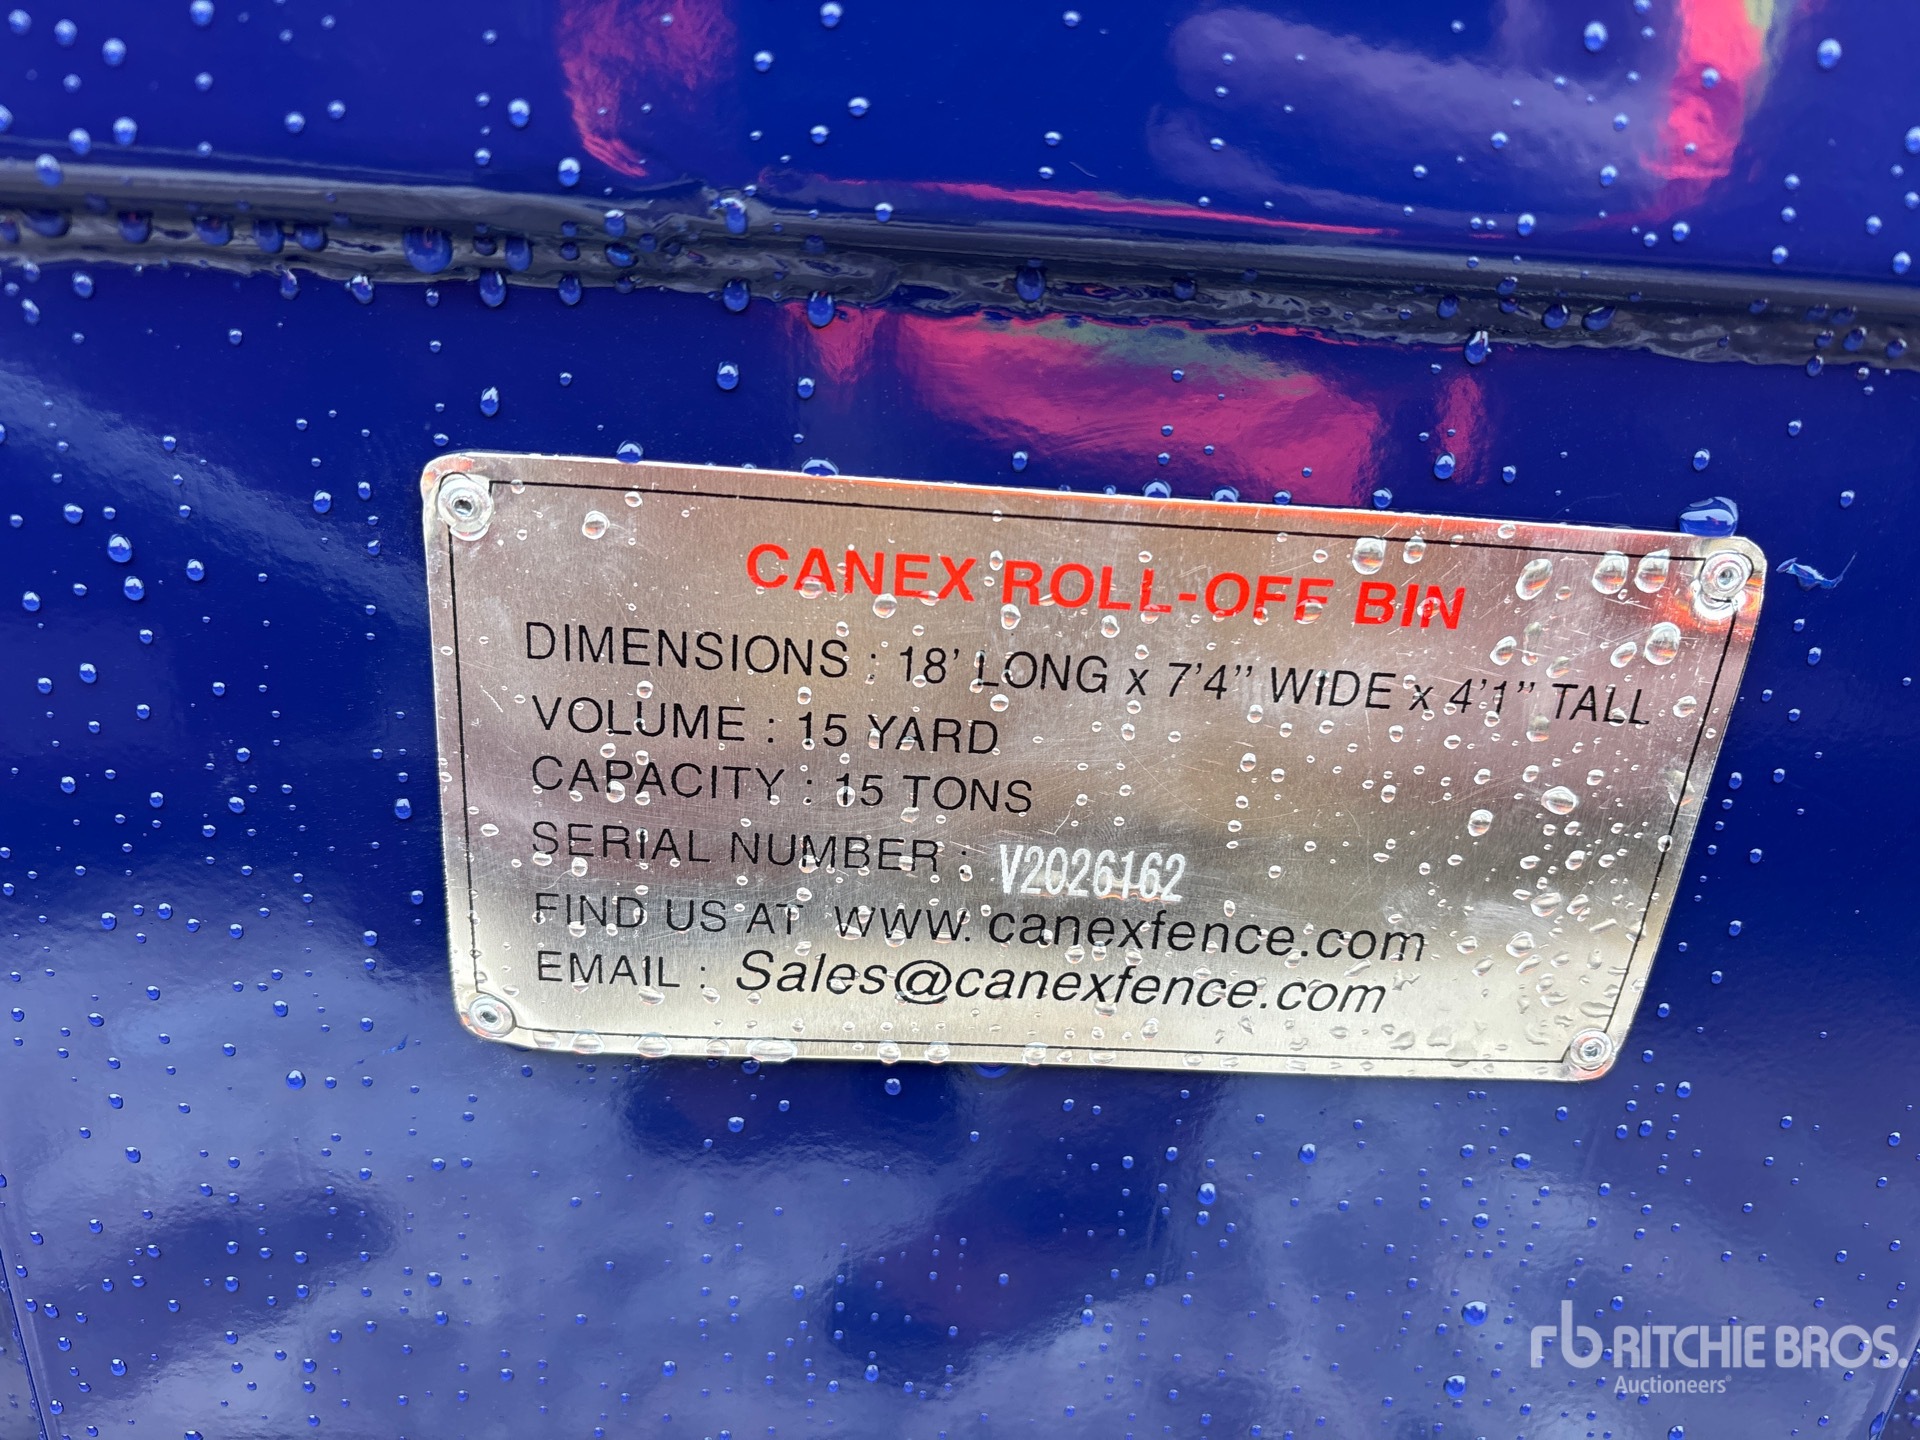 CANEX ROLL-OFF BIN
DIMENSIONS : 18' LONG x 7'4" WIDE x 4'1" TALL
VOLUME : 15 YARD
CAPACITY : 15 TONS
SERIAL NUMBER : V2026162
FIND US AT www.canexfence.com
EMAIL : Sales@canexfence.com
rb RITCHIE BROS.
Auctioneers